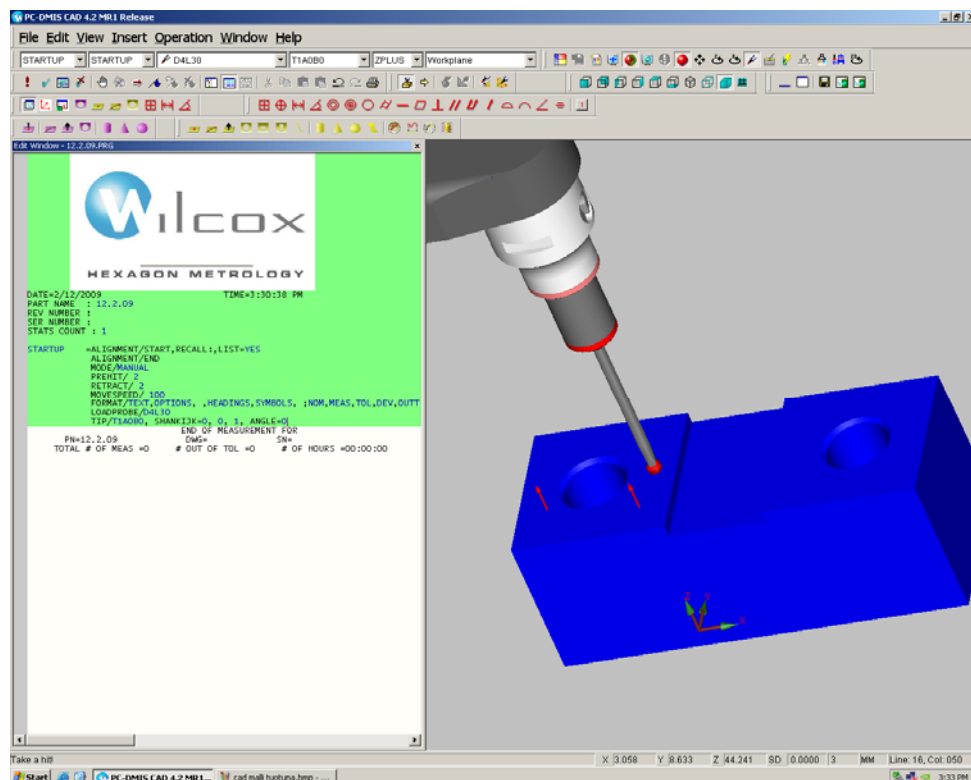 PC-DMIS CAD 4.2 MR1 Release
File Edit View Insert Operation Window Help
STARTUP STARTUP D4L30 T1A0B0 ZPLUS Workplane
Edit Window - 12.2.09.PRG
Wilcox
HEXAGON METROLOGY
DATE=2/12/2009 TIME=3:30:38 PM
PART NAME : 12.2.09
REV NUMBER :
SER NUMBER :
STATS COUNT : 1
STARTUP =ALIGNMENT/START,RECALL:,LIST=YES
ALIGNMENT/END
MODE/MANUAL
PREHIT/ 2
RETRACT/ 2
MOVESPEED/ 100
FORMAT/TEXT,OPTIONS, ,HEADINGS,SYMBOLS, ;NOM,MEAS,TOL,DEV,OUTT
LOADPROBE/D4L30
TIP/T1A0B0, SHANKIJK=0, 0, 1, ANGLE=0
END OF MEASUREMENT FOR
PN=12.2.09 DWG= SN=
TOTAL # OF MEAS =0 # OUT OF TOL =0 # OF HOURS =00:00:00
Z Y X
Take a hit!
X 3.058 Y 8.633 Z 44.241 SD 0.0000 3 MM Line: 16, Col: 050
Start PC-DMIS CAD 4.2 MR1... cad mali tuştuna.bmp - ... 3:33 PM